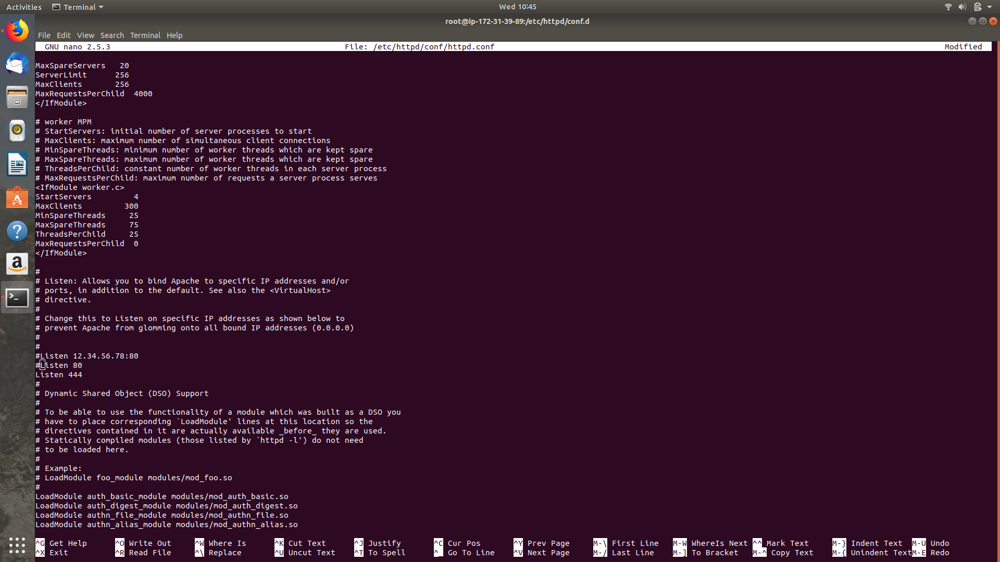 Activities Terminal Wed 10:45
root@ip-172-31-39-89:/etc/httpd/conf.d
File Edit View Search Terminal Help
GNU nano 2.5.3 File: /etc/httpd/conf/httpd.conf Modified
MaxSpareServers 20
ServerLimit 256
MaxClients 256
MaxRequestsPerChild 4000
</IfModule>
# worker MPM
# StartServers: initial number of server processes to start
# MaxClients: maximum number of simultaneous client connections
# MinSpareThreads: minimum number of worker threads which are kept spare
# MaxSpareThreads: maximum number of worker threads which are kept spare
# ThreadsPerChild: constant number of worker threads in each server process
# MaxRequestsPerChild: maximum number of requests a server process serves
<IfModule worker.c>
StartServers 4
MaxClients 300
MinSpareThreads 25
MaxSpareThreads 75
ThreadsPerChild 25
MaxRequestsPerChild 0
</IfModule>
#
# Listen: Allows you to bind Apache to specific IP addresses and/or
# ports, in addition to the default. See also the <VirtualHost>
# directive.
#
# Change this to Listen on specific IP addresses as shown below to
# prevent Apache from glomming onto all bound IP addresses (0.0.0.0)
#
#
#Listen 12.34.56.78:80
#Listen 80
Listen 444
#
# Dynamic Shared Object (DSO) Support
#
# To be able to use the functionality of a module which was built as a DSO you
# have to place corresponding `LoadModule' lines at this location so the
# directives contained in it are actually available _before_ they are used.
# Statically compiled modules (those listed by `httpd -l') do not need
# to be loaded here.
#
# Example:
# LoadModule foo_module modules/mod_foo.so
#
LoadModule auth_basic_module modules/mod_auth_basic.so
LoadModule auth_digest_module modules/mod_auth_digest.so
LoadModule authn_file_module modules/mod_authn_file.so
LoadModule authn_alias_module modules/mod_authn_alias.so
^G Get Help ^O Write Out ^W Where Is ^K Cut Text ^J Justify ^C Cur Pos ^Y Prev Page M-\ First Line M-W WhereIs Next ^^ Mark Text M-} Indent Text M-U Undo
^X Exit ^R Read File ^\ Replace ^U Uncut Text ^T To Spell ^_ Go To Line ^V Next Page M-/ Last Line M-] To Bracket M-^ Copy Text M-{ Unindent Text M-E Redo